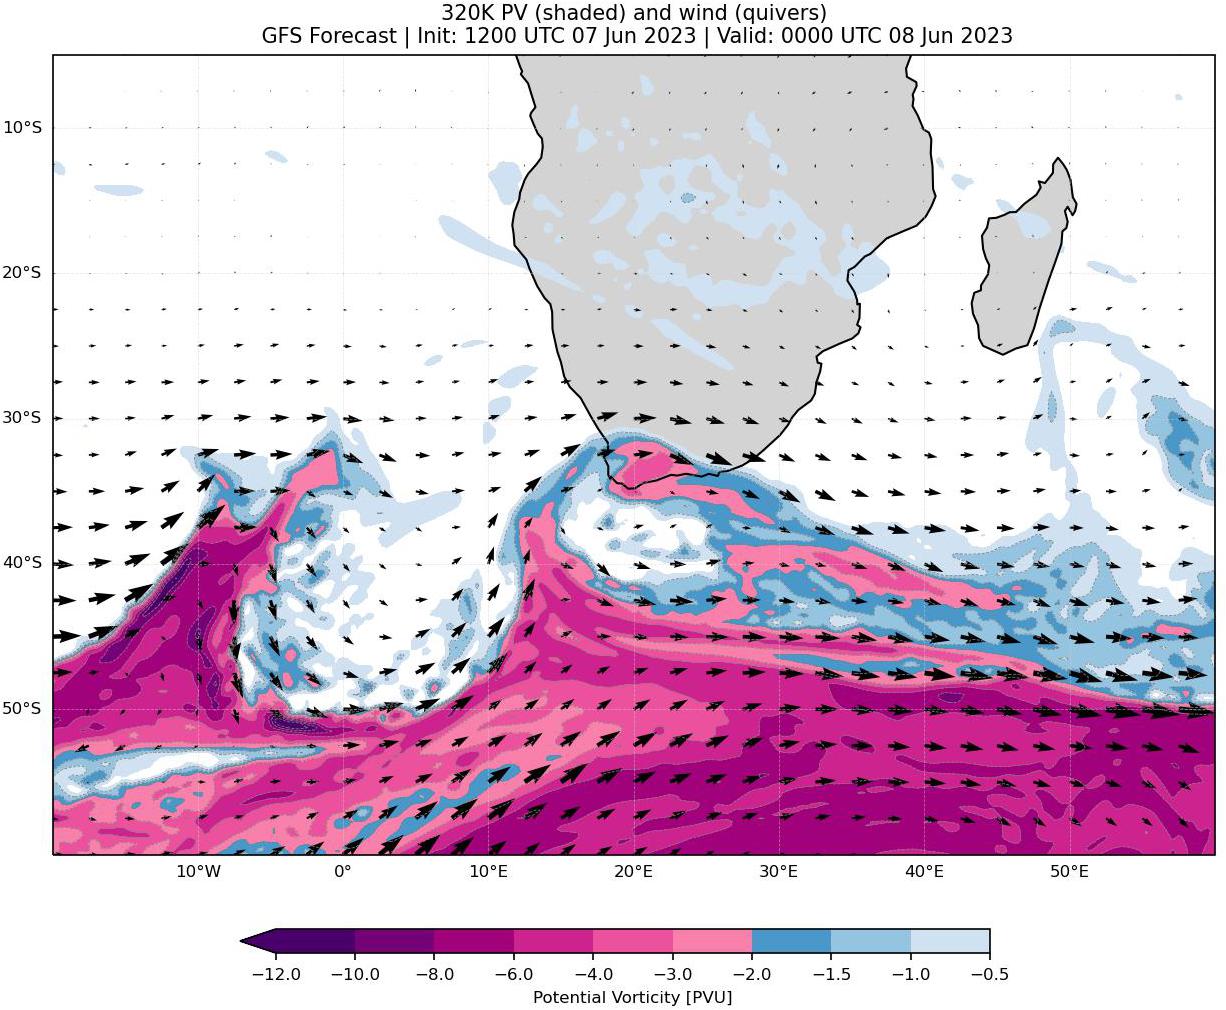 320K PV (shaded) and wind (quivers)
GFS Forecast | Init: 1200 UTC 07 Jun 2023 | Valid: 0000 UTC 08 Jun 2023
10°S
20°S
30°S
40°S
50°S
10°W 0° 10°E 20°E 30°E 40°E 50°E
−12.0 −10.0 −8.0 −6.0 −4.0 −3.0 −2.0 −1.5 −1.0 −0.5
Potential Vorticity [PVU]